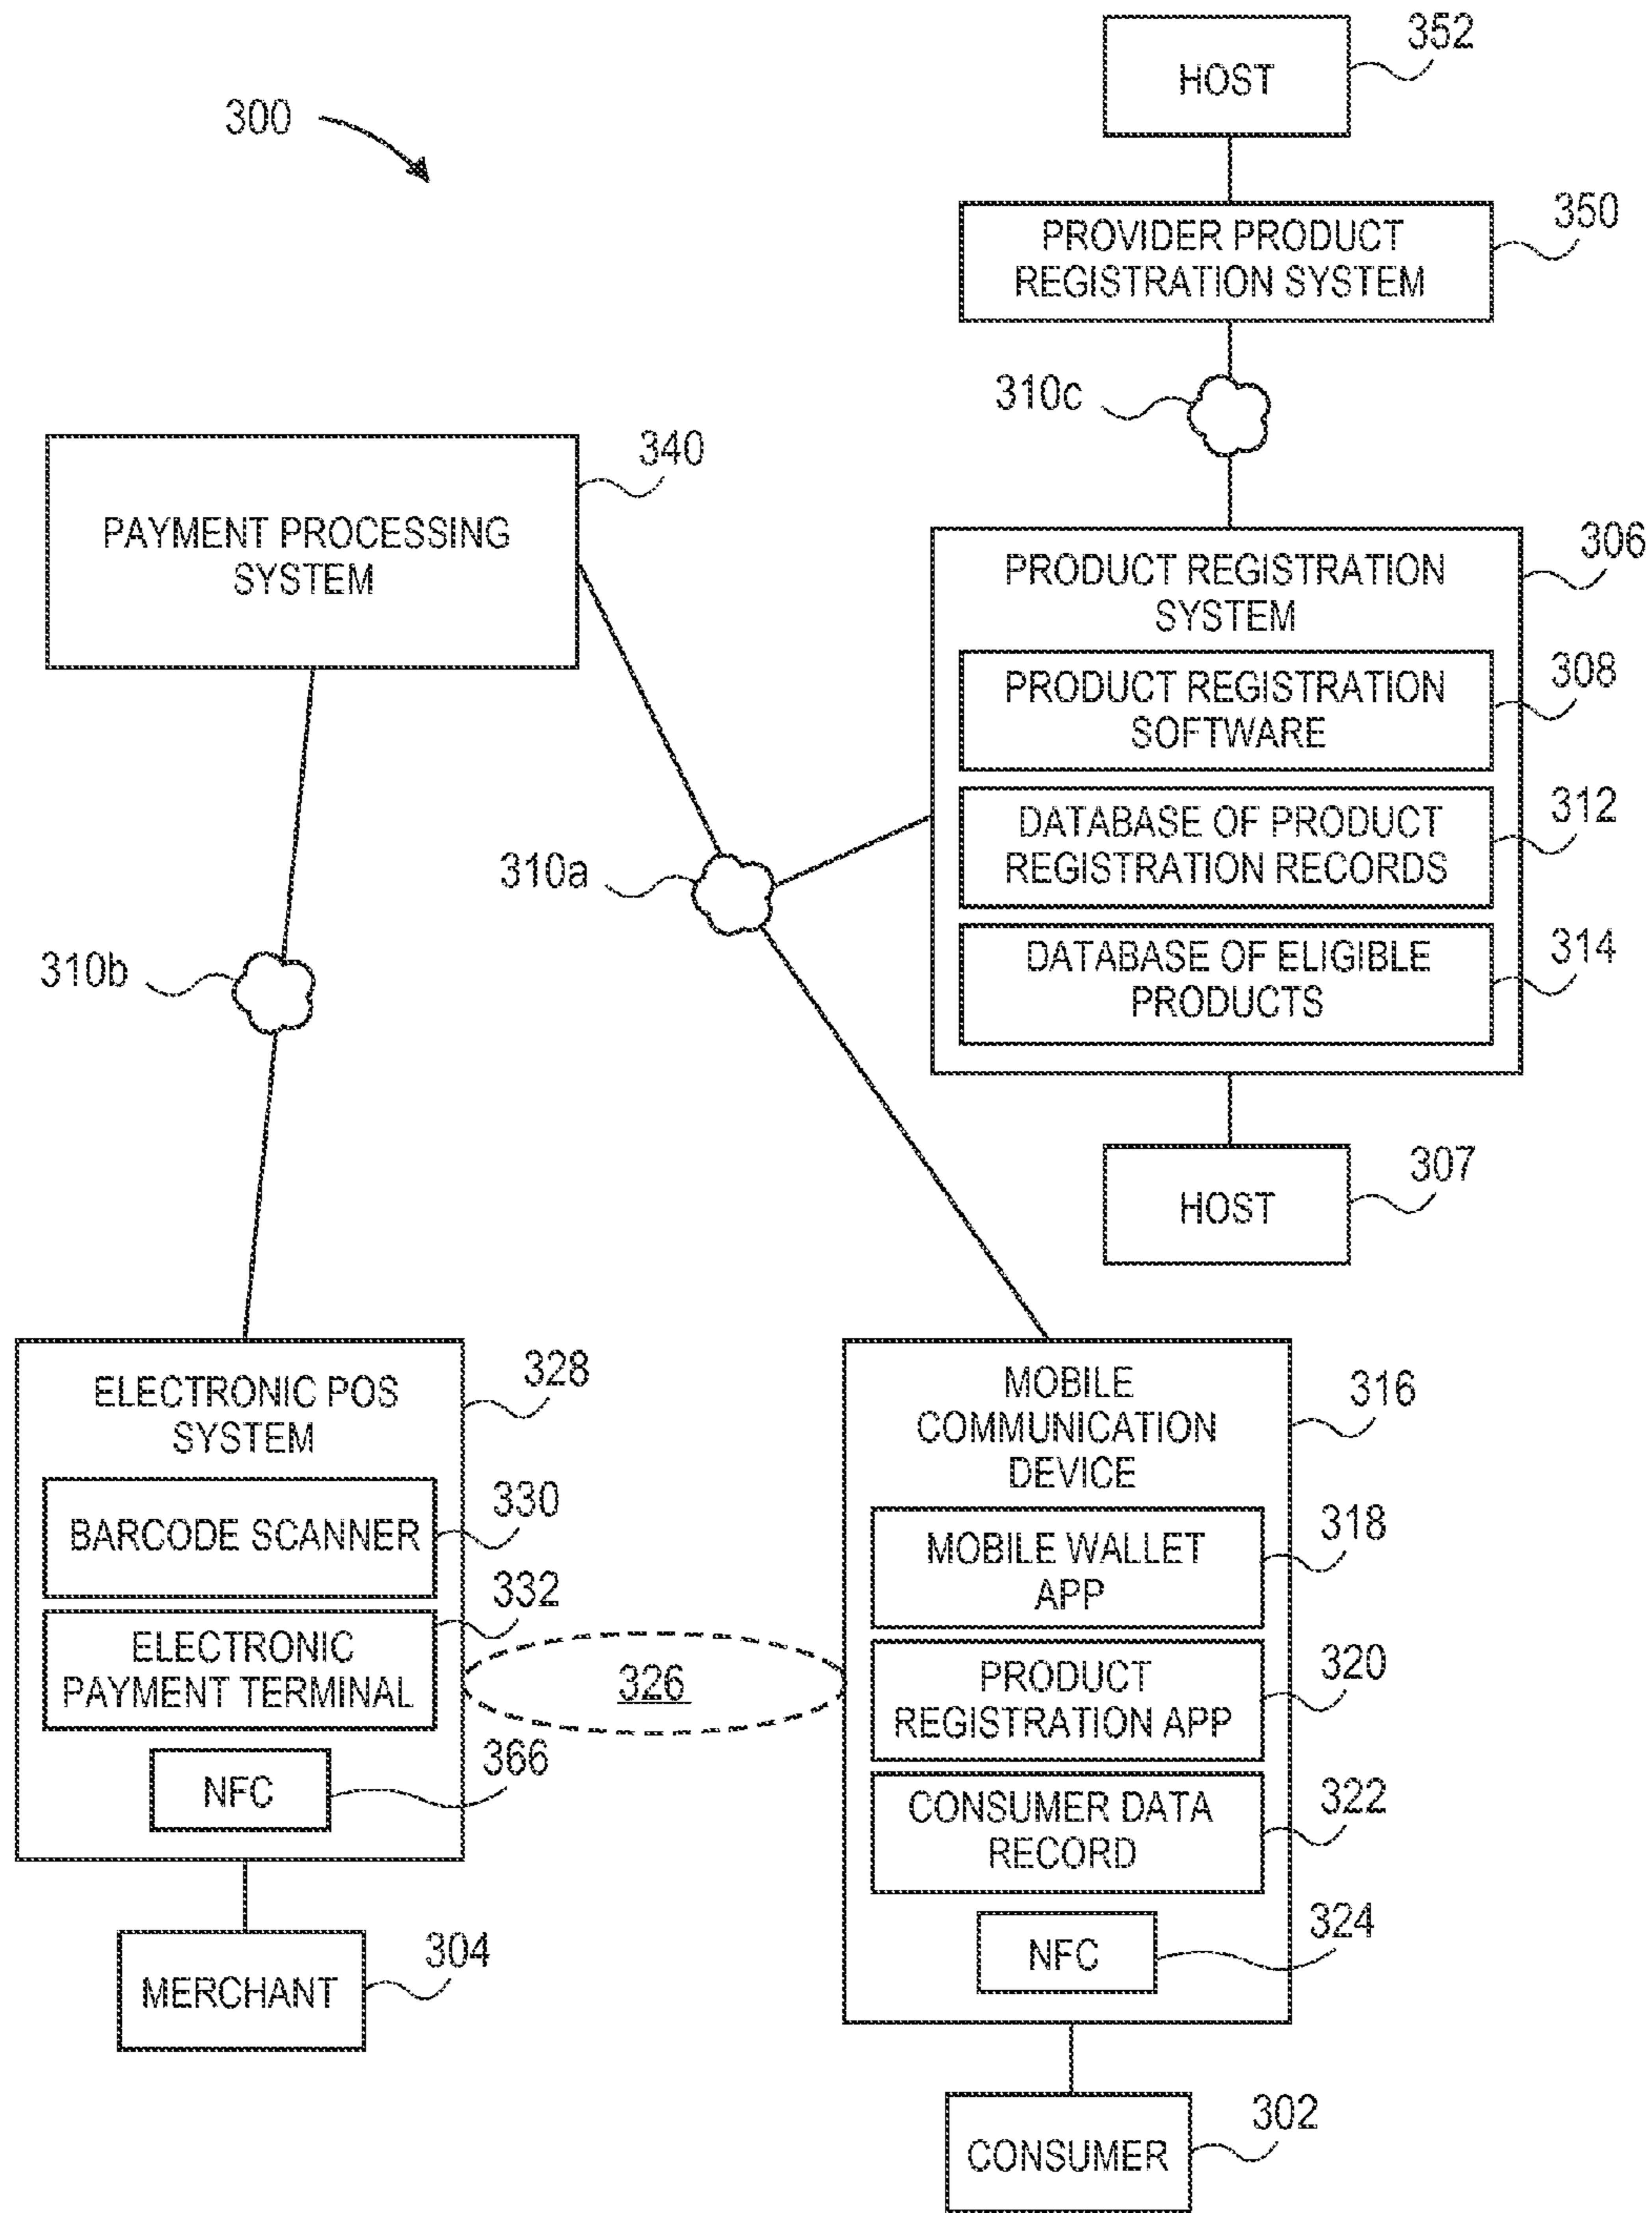 352
HOST
300
350
PROVIDER PRODUCT
REGISTRATION SYSTEM
310c
340
PAYMENT PROCESSING
SYSTEM
306
PRODUCT REGISTRATION
SYSTEM
308
PRODUCT REGISTRATION
SOFTWARE
312
DATABASE OF PRODUCT
REGISTRATION RECORDS
310a
314
DATABASE OF ELIGIBLE
PRODUCTS
310b
307
HOST
328
ELECTRONIC POS
SYSTEM
330
BARCODE SCANNER
332
ELECTRONIC
PAYMENT TERMINAL
366
NFC
304
MERCHANT
326
316
MOBILE
COMMUNICATION
DEVICE
318
MOBILE WALLET
APP
320
PRODUCT
REGISTRATION APP
322
CONSUMER DATA
RECORD
324
NFC
302
CONSUMER